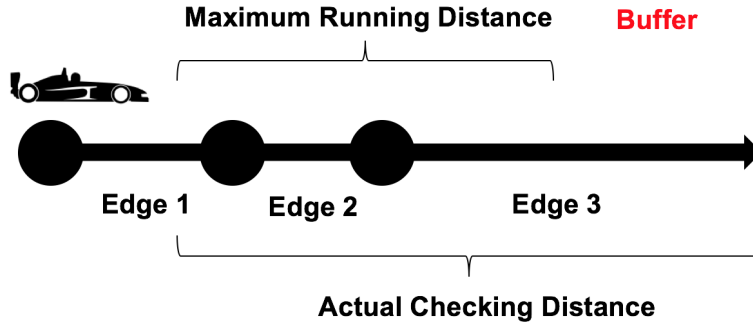 Maximum Running Distance
Buffer
Edge 1
Edge 2
Edge 3
Actual Checking Distance